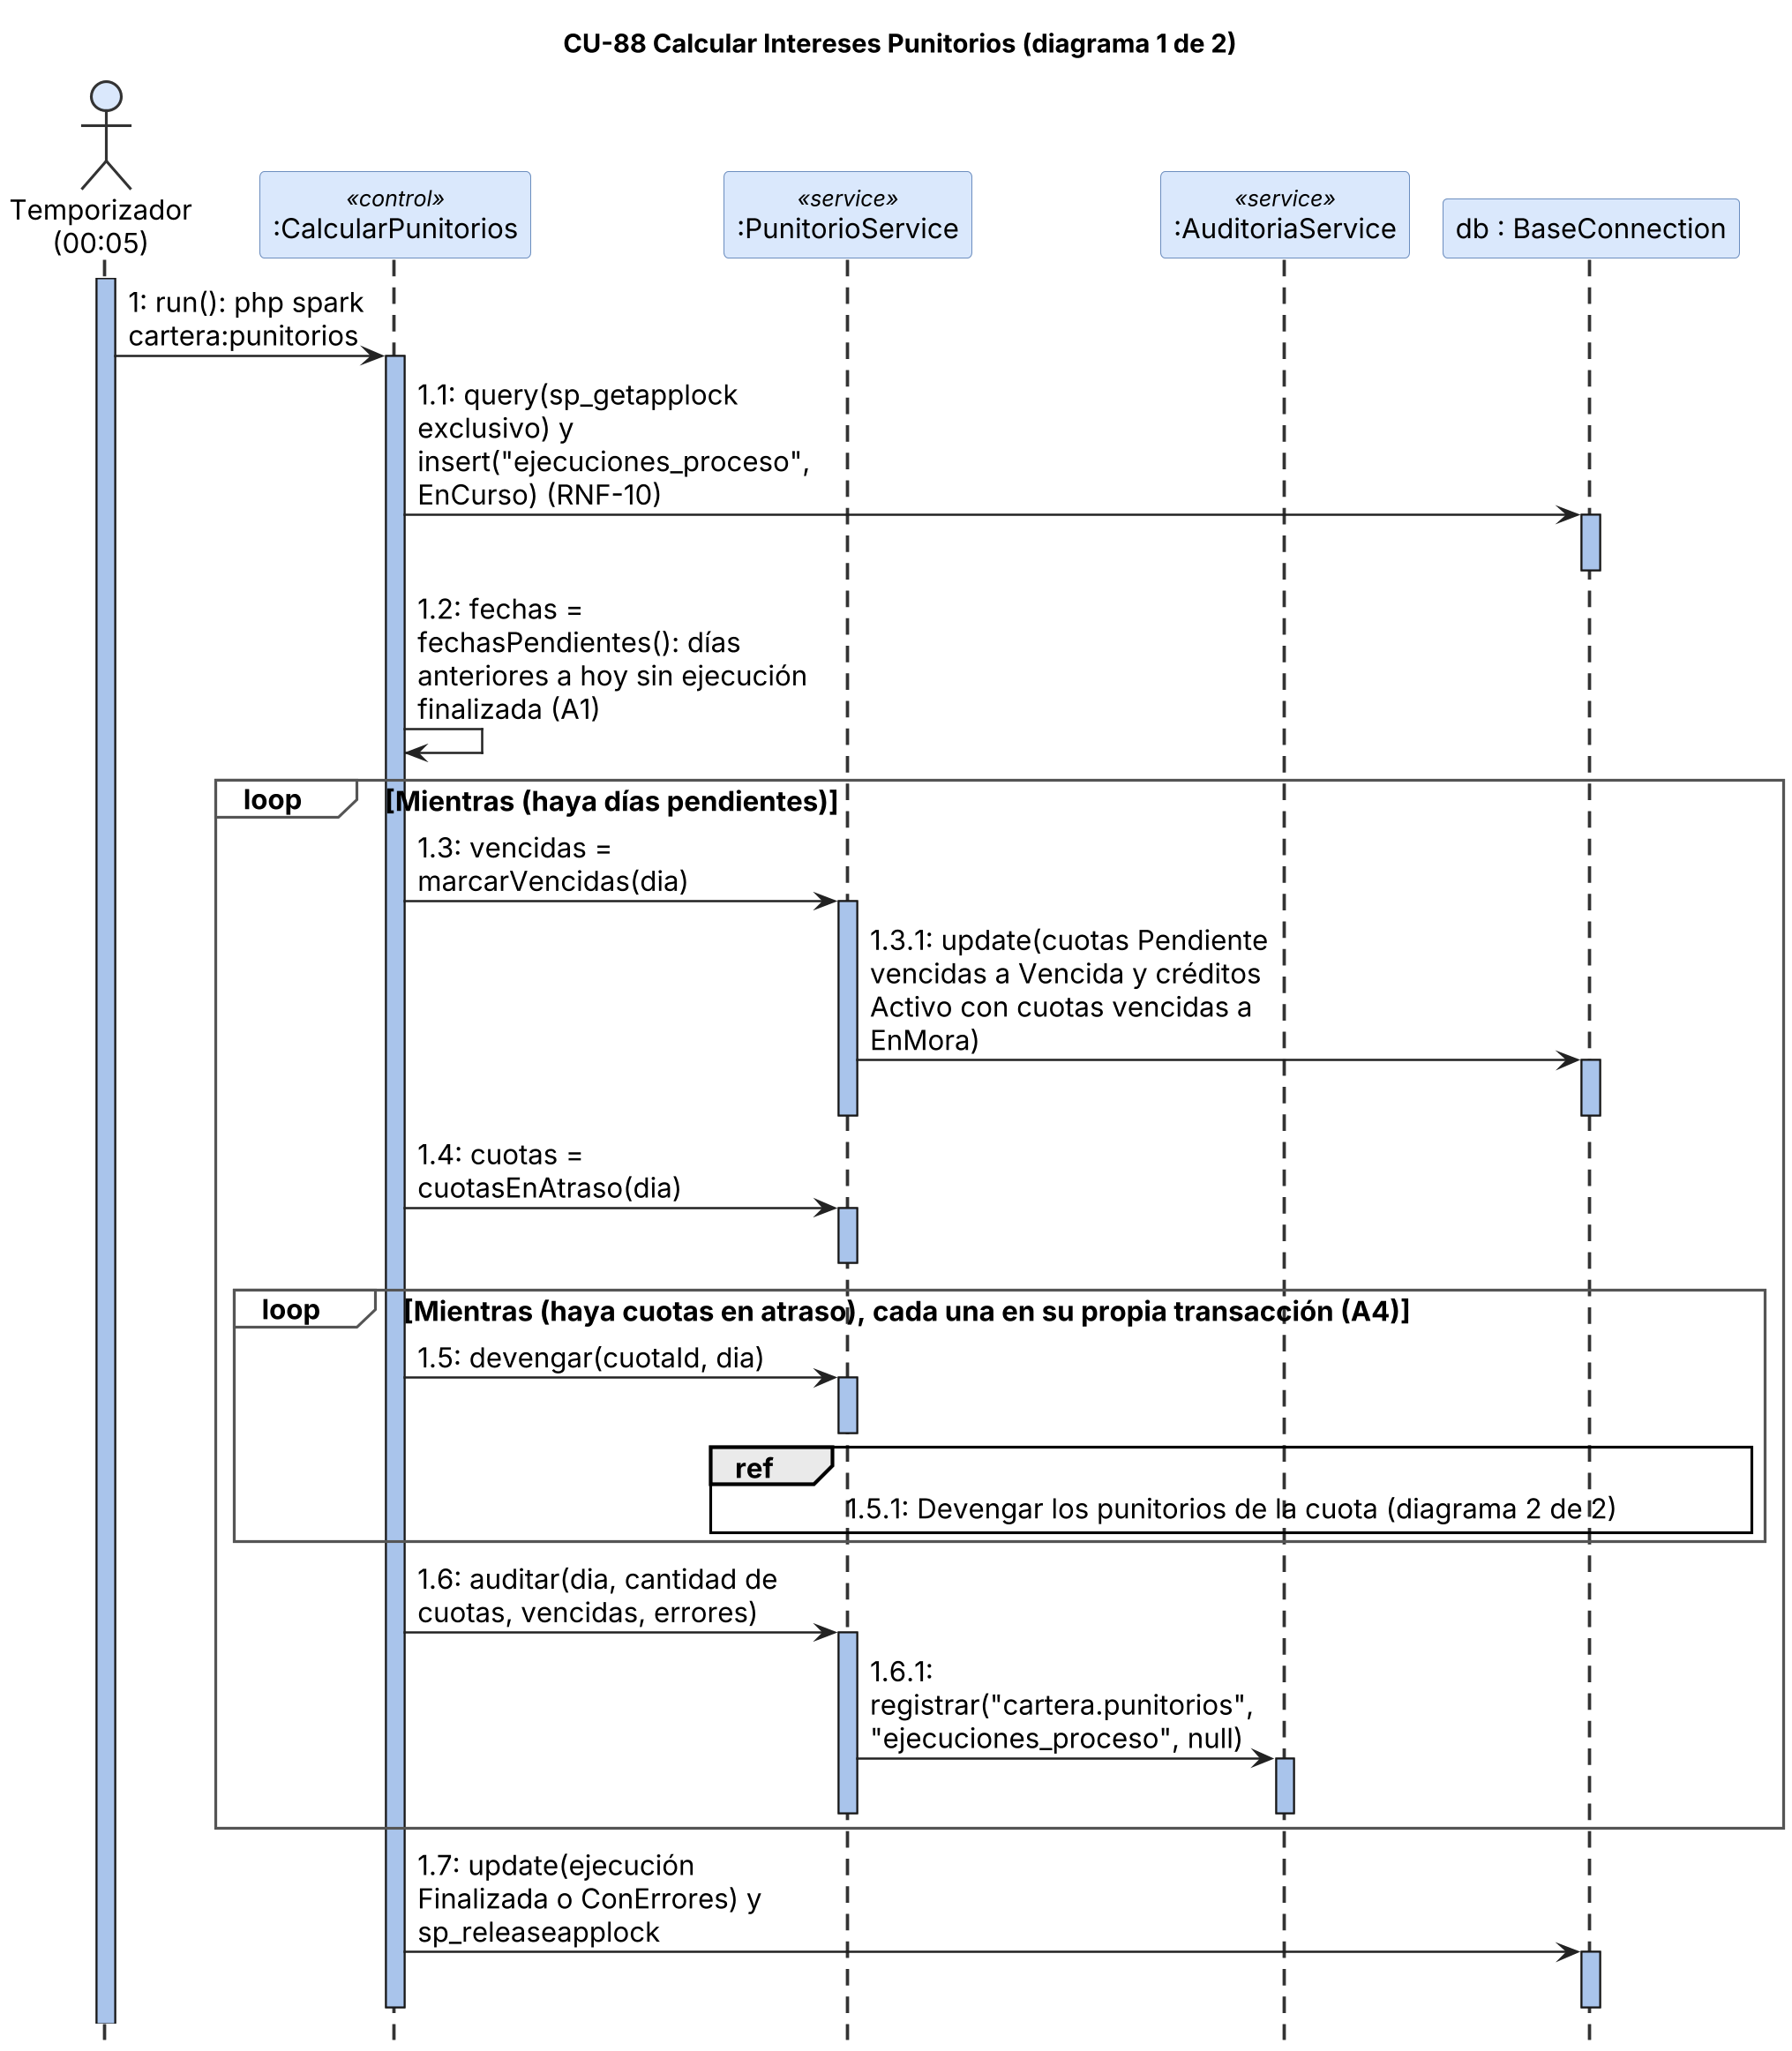 CU-88 Calcular Intereses Punitorios (diagrama 1 de 2)
Temporizador
(00:05)
«control»
:CalcularPunitorios
«service»
:PunitorioService
«service»
:AuditoriaService
db : BaseConnection
1: run(): php spark
cartera:punitorios
1.1: query(sp_getapplock
exclusivo) y
insert("ejecuciones_proceso",
EnCurso) (RNF-10)
1.2: fechas =
fechasPendientes(): días
anteriores a hoy sin ejecución
finalizada (A1)
loop
[Mientras (haya días pendientes)]
1.3: vencidas =
marcarVencidas(dia)
1.3.1: update(cuotas Pendiente
vencidas a Vencida y créditos
Activo con cuotas vencidas a
EnMora)
1.4: cuotas =
cuotasEnAtraso(dia)
loop
[Mientras (haya cuotas en atraso), cada una en su propia transacción (A4)]
1.5: devengar(cuotaId, dia)
ref
1.5.1: Devengar los punitorios de la cuota (diagrama 2 de 2)
1.6: auditar(dia, cantidad de
cuotas, vencidas, errores)
1.6.1:
registrar("cartera.punitorios",
"ejecuciones_proceso", null)
1.7: update(ejecución
Finalizada o ConErrores) y
sp_releaseapplock